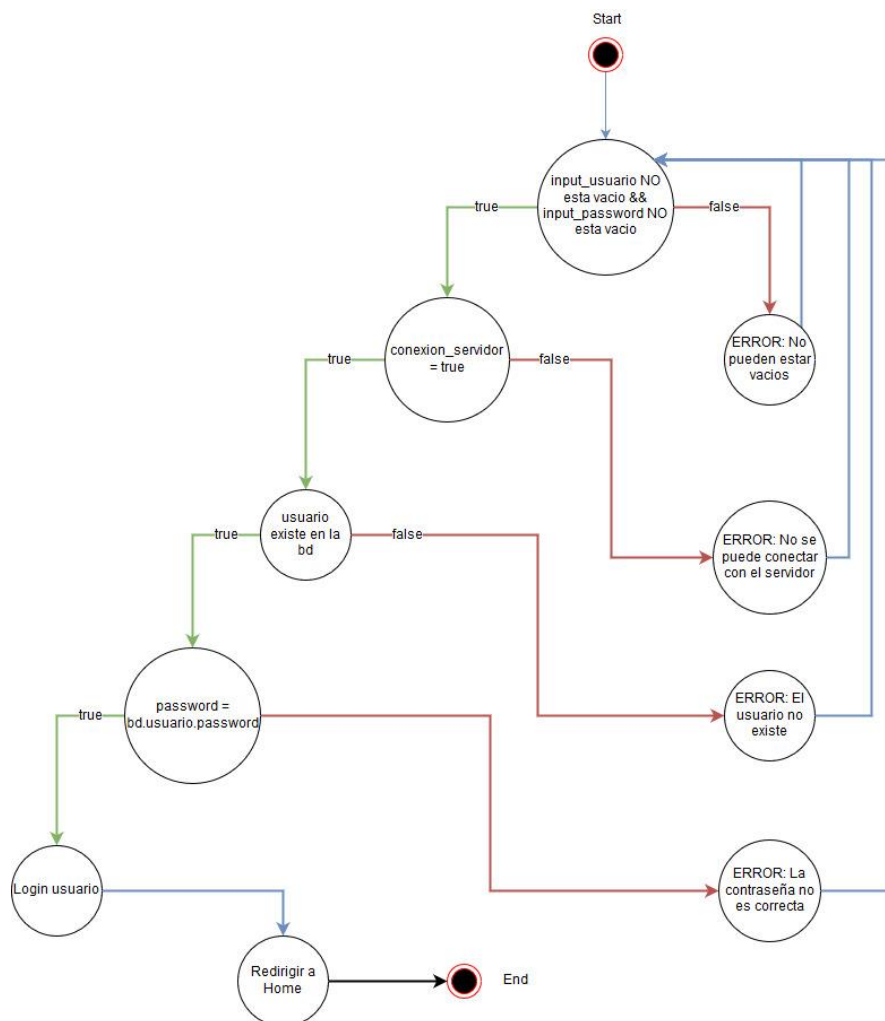 Start
input_usuario NO
esta vacio &&
input_password NO
esta vacio
true
false
conexion_servidor
= true
ERROR: No
pueden estar
vacios
true
false
usuario
existe en la
bd
true
false
ERROR: No se
puede conectar
con el servidor
password =
bd.usuario.password
true
ERROR: El
usuario no
existe
Login usuario
ERROR: La
contraseña no
es correcta
Redirigir a
Home
End